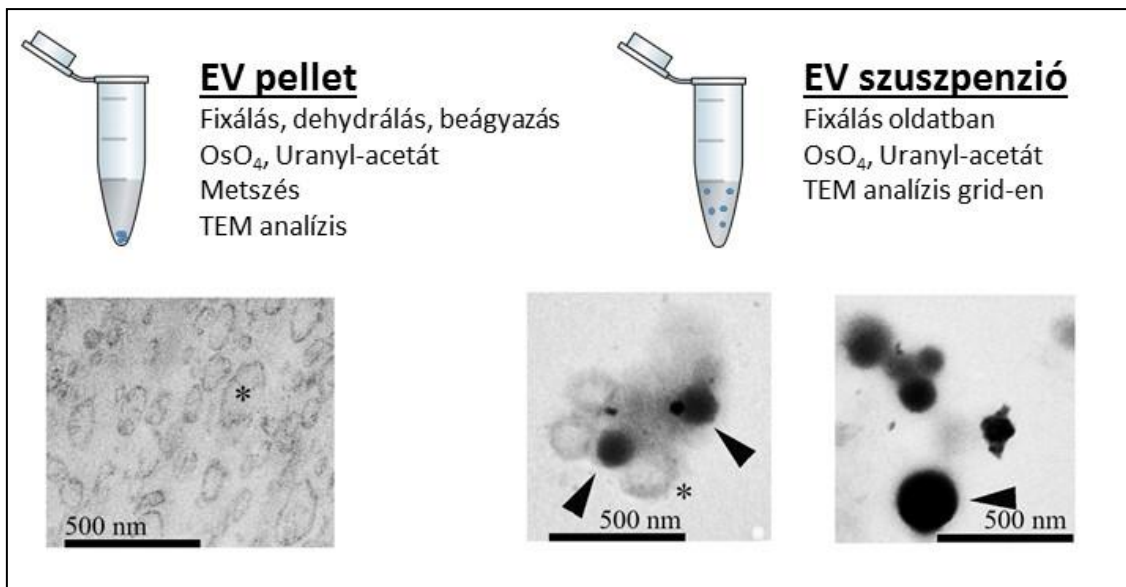 EV pellet
Fixálás, dehydrálás, beágyazás
OsO₄, Uranyl-acetát
Metszés
TEM analízis
EV szuszpenzió
Fixálás oldatban
OsO₄, Uranyl-acetát
TEM analízis grid-en
*
500 nm
*
500 nm
500 nm